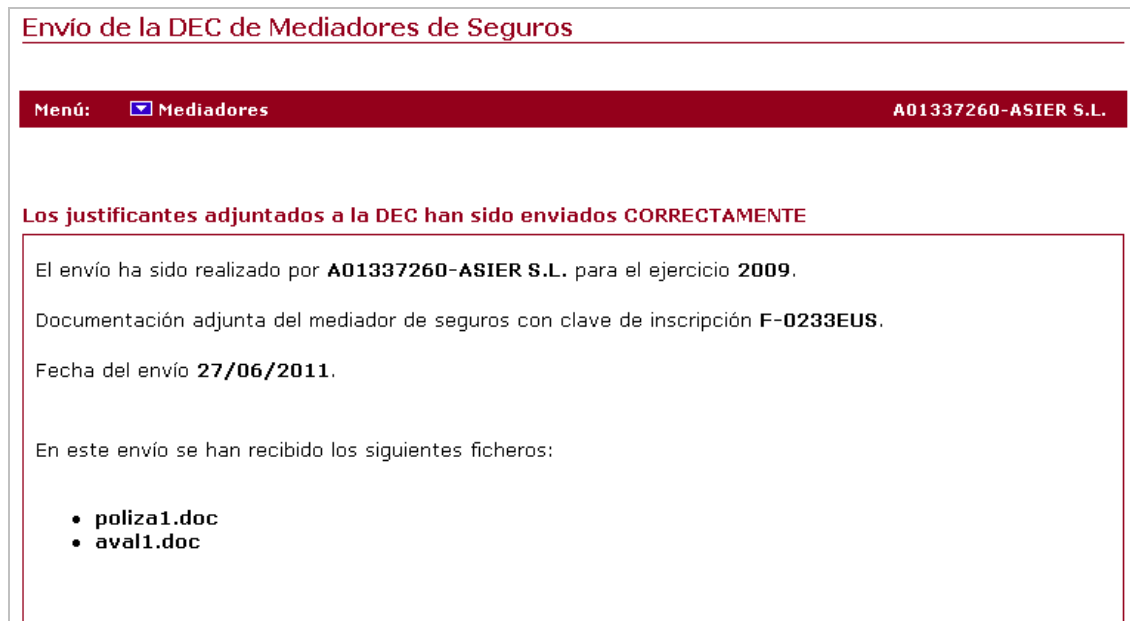 Envío de la DEC de Mediadores de Seguros
Menú: Mediadores A01337260-ASIER S.L.
Los justificantes adjuntados a la DEC han sido enviados CORRECTAMENTE
El envío ha sido realizado por A01337260-ASIER S.L. para el ejercicio 2009.
Documentación adjunta del mediador de seguros con clave de inscripción F-0233EUS.
Fecha del envío 27/06/2011.
En este envío se han recibido los siguientes ficheros:
• poliza1.doc
• aval1.doc